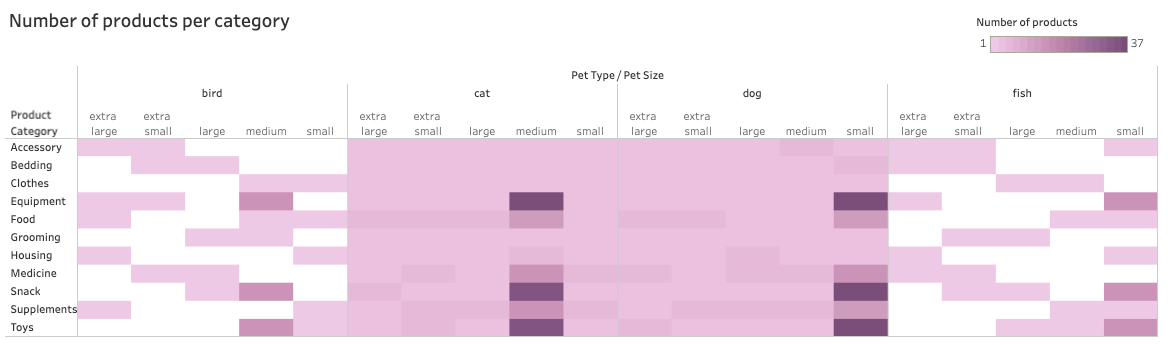 Number of products per category
Number of products
1 37
Pet Type / Pet Size
bird cat dog fish
Product extra extra extra extra extra extra extra extra
Category large small large medium small large small large medium small large small large medium small large small large medium small
Accessory
Bedding
Clothes
Equipment
Food
Grooming
Housing
Medicine
Snack
Supplements
Toys